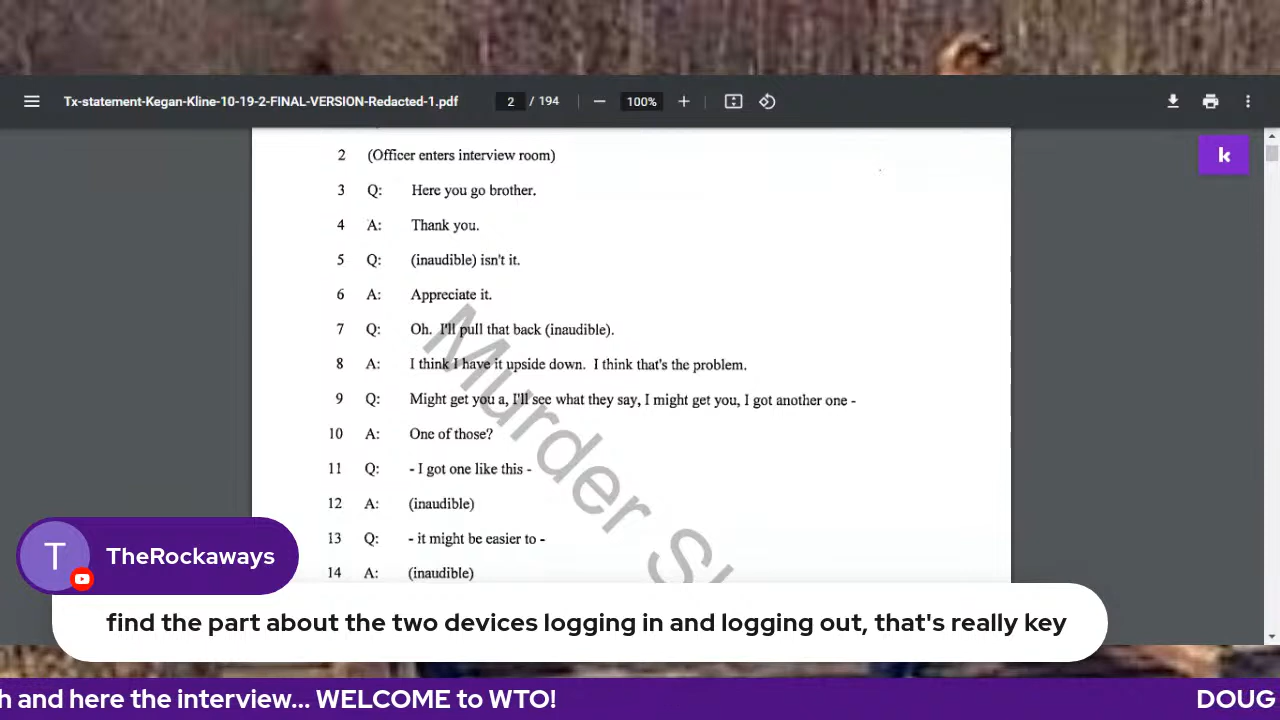 Tx-statement-Kegan-Kline-10-19-2-FINAL-VERSION-Redacted-1.pdf 2 / 194 100%
k
2 (Officer enters interview room)
3 Q: Here you go brother.
4 A: Thank you.
5 Q: (inaudible) isn't it.
6 A: Appreciate it.
7 Q: Oh. I'll pull that back (inaudible).
8 A: I think I have it upside down. I think that's the problem.
9 Q: Might get you a, I'll see what they say, I might get you, I got another one -
10 A: One of those?
11 Q: - I got one like this -
12 A: (inaudible)
13 Q: - it might be easier to -
14 A: (inaudible)
Murder
T TheRockaways
find the part about the two devices logging in and logging out, that's really key
h and here the interview... WELCOME to WTO! DOUG